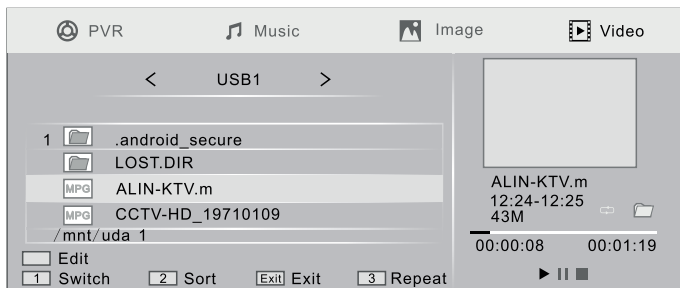 PVR Music Image Video
< USB1 >
1 .android_secure
LOST.DIR
MPG ALIN-KTV.m
MPG CCTV-HD_19710109
/mnt/uda 1
Edit
1 Switch 2 Sort Exit Exit 3 Repeat
ALIN-KTV.m
12:24-12:25
43M
00:00:08 00:01:19